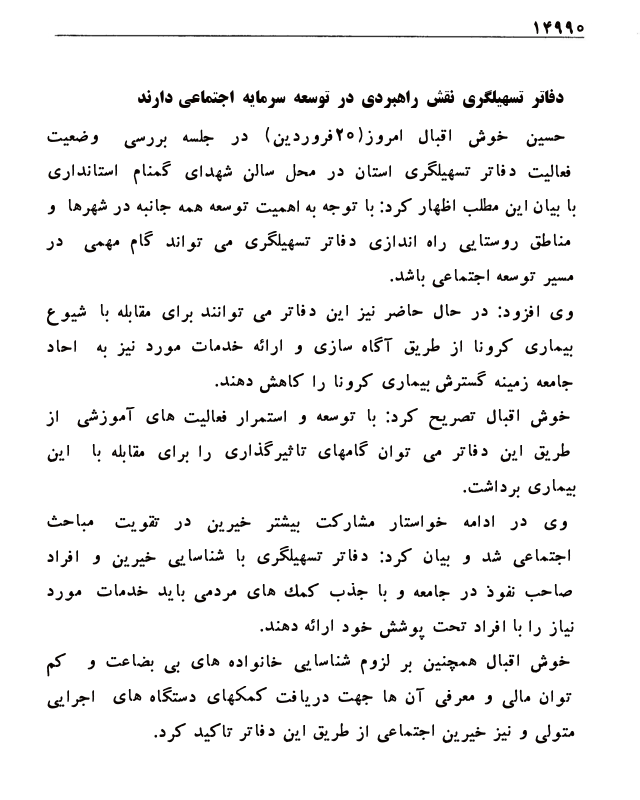 ۱۴۹۹۰
دفاتر تسهیلگری نقش راهبردی در توسعه سرمایه اجتماعی دارند
حسین خوش اقبال امروز(۲۰فروردین) در جلسه بررسی وضعیت
فعالیت دفاتر تسهیلگری استان در محل سالن شهدای گمنام استانداری
با بیان این مطلب اظهار کرد: با توجه به اهمیت توسعه همه جانبه در شهرها و
مناطق روستایی راه اندازی دفاتر تسهیلگری می تواند گام مهمی در
مسیر توسعه اجتماعی باشد.
وی افزود: در حال حاضر نیز این دفاتر می توانند برای مقابله با شیوع
بیماری کرونا از طریق آگاه سازی و ارائه خدمات مورد نیز به احاد
جامعه زمینه گسترش بیماری کرونا را کاهش دهند.
خوش اقبال تصریح کرد: با توسعه و استمرار فعالیت های آموزشی از
طریق این دفاتر می توان گامهای تاثیرگذاری را برای مقابله با این
بیماری برداشت.
وی در ادامه خواستار مشارکت بیشتر خیرین در تقویت مباحث
اجتماعی شد و بیان کرد: دفاتر تسهیلگری با شناسایی خیرین و افراد
صاحب نفوذ در جامعه و با جذب کمك های مردمی باید خدمات مورد
نیاز را با افراد تحت پوشش خود ارائه دهند.
خوش اقبال همچنین بر لزوم شناسایی خانواده های بی بضاعت و کم
توان مالی و معرفی آن ها جهت دریافت کمکهای دستگاه های اجرایی
متولی و نیز خیرین اجتماعی از طریق این دفاتر تاکید کرد.